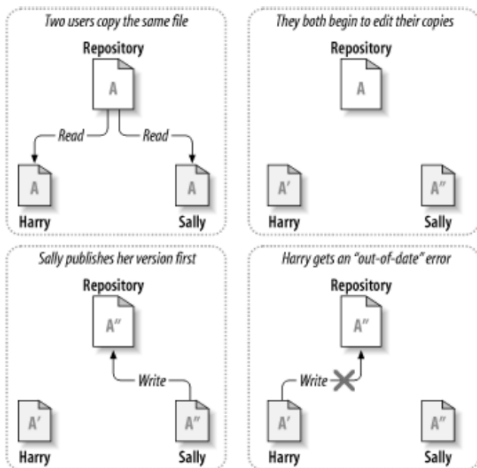 Two users copy the same file
Repository
A
Read
Read
A
A
Harry
Sally
They both begin to edit their copies
Repository
A
A'
A"
Harry
Sally
Sally publishes her version first
Repository
A"
Write
A'
A"
Harry
Sally
Harry gets an “out-of-date” error
Repository
A"
Write
A'
A"
Harry
Sally